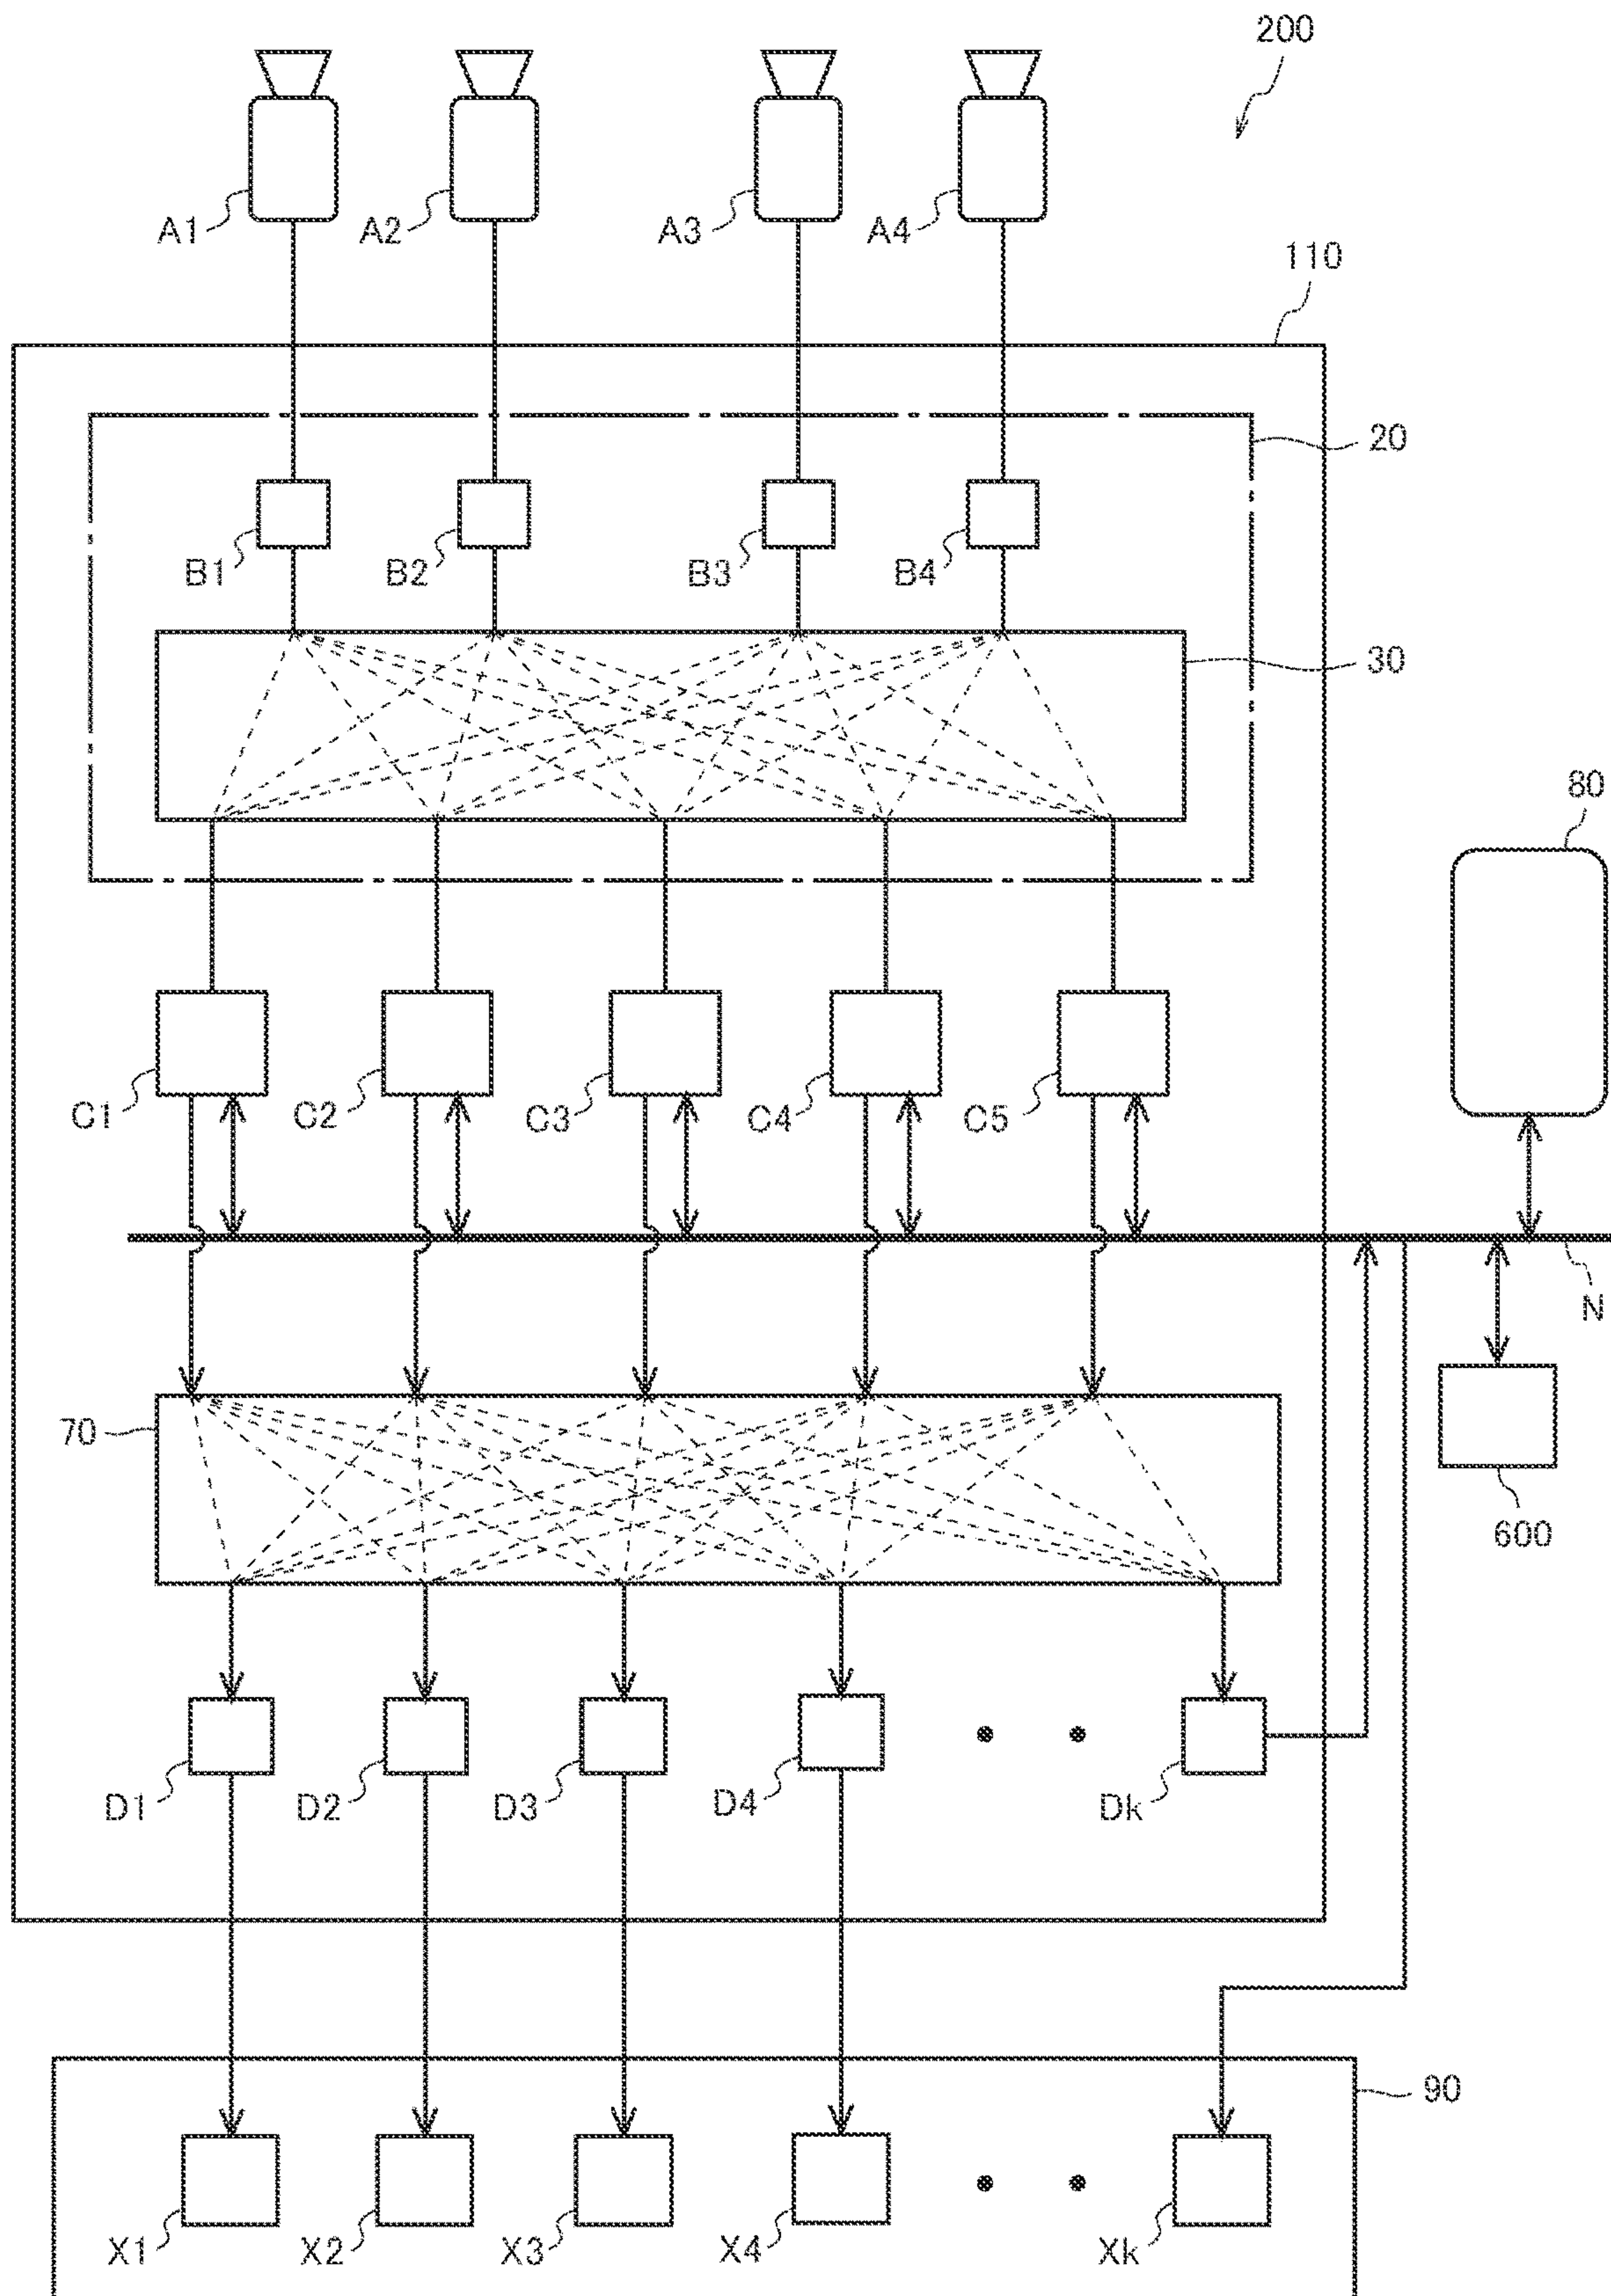 200
A1 A2 A3 A4
110
20
B1 B2 B3 B4
30
80
C1 C2 C3 C4 C5
N
70
600
D1 D2 D3 D4 Dk
90
X1 X2 X3 X4 Xk